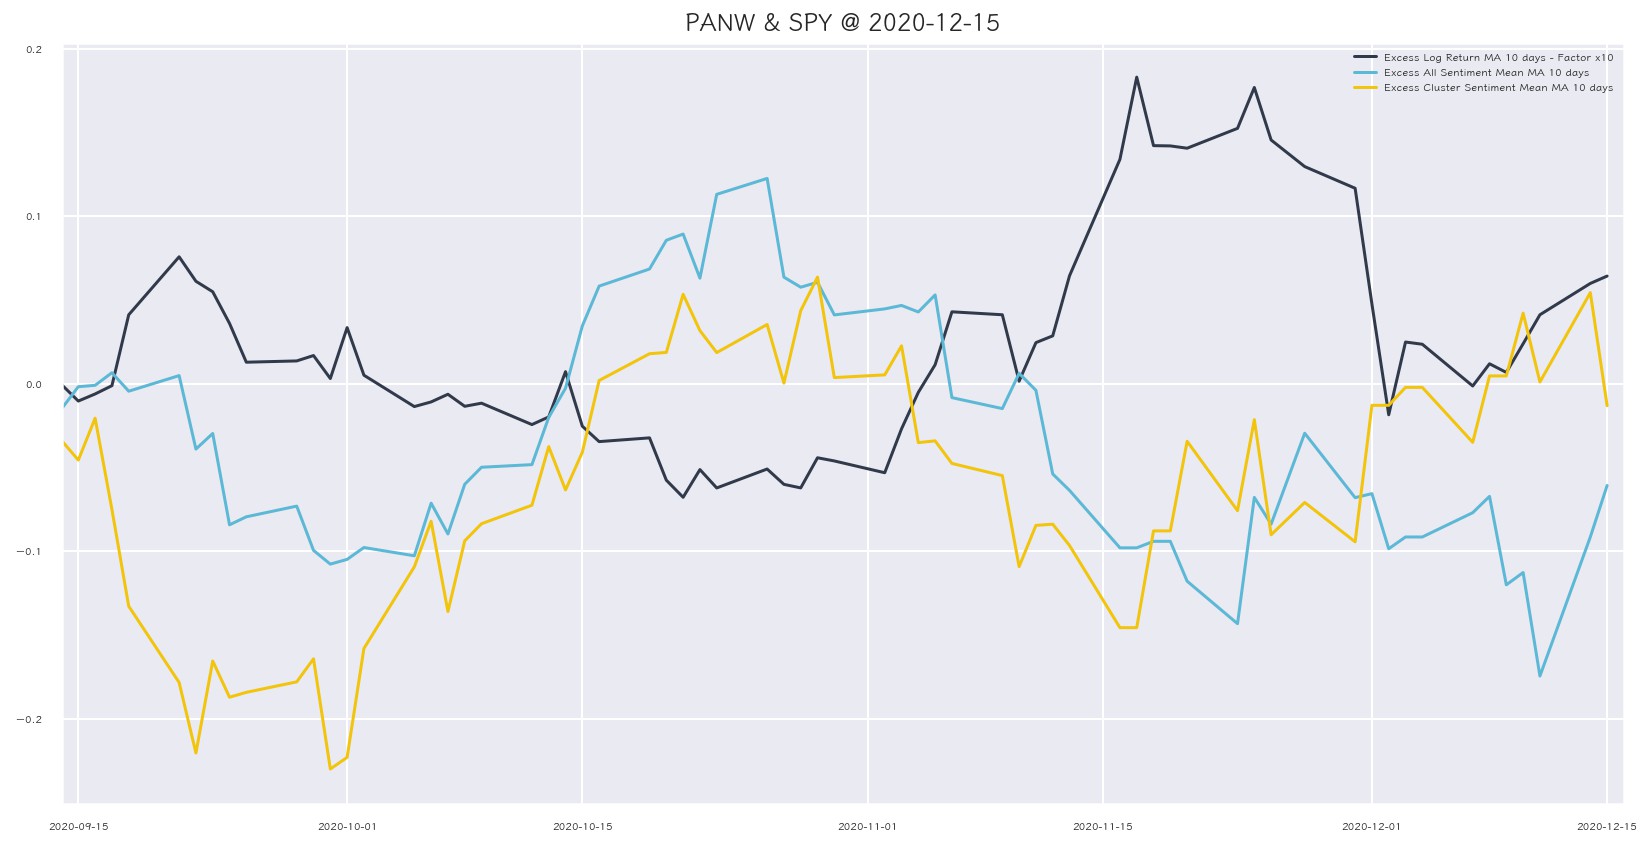 PANW & SPY @ 2020-12-15
Excess Log Return MA 10 days - Factor x10
Excess All Sentiment Mean MA 10 days
Excess Cluster Sentiment Mean MA 10 days
0.2
0.1
0.0
−0.1
−0.2
2020-09-15 2020-10-01 2020-10-15 2020-11-01 2020-11-15 2020-12-01 2020-12-15